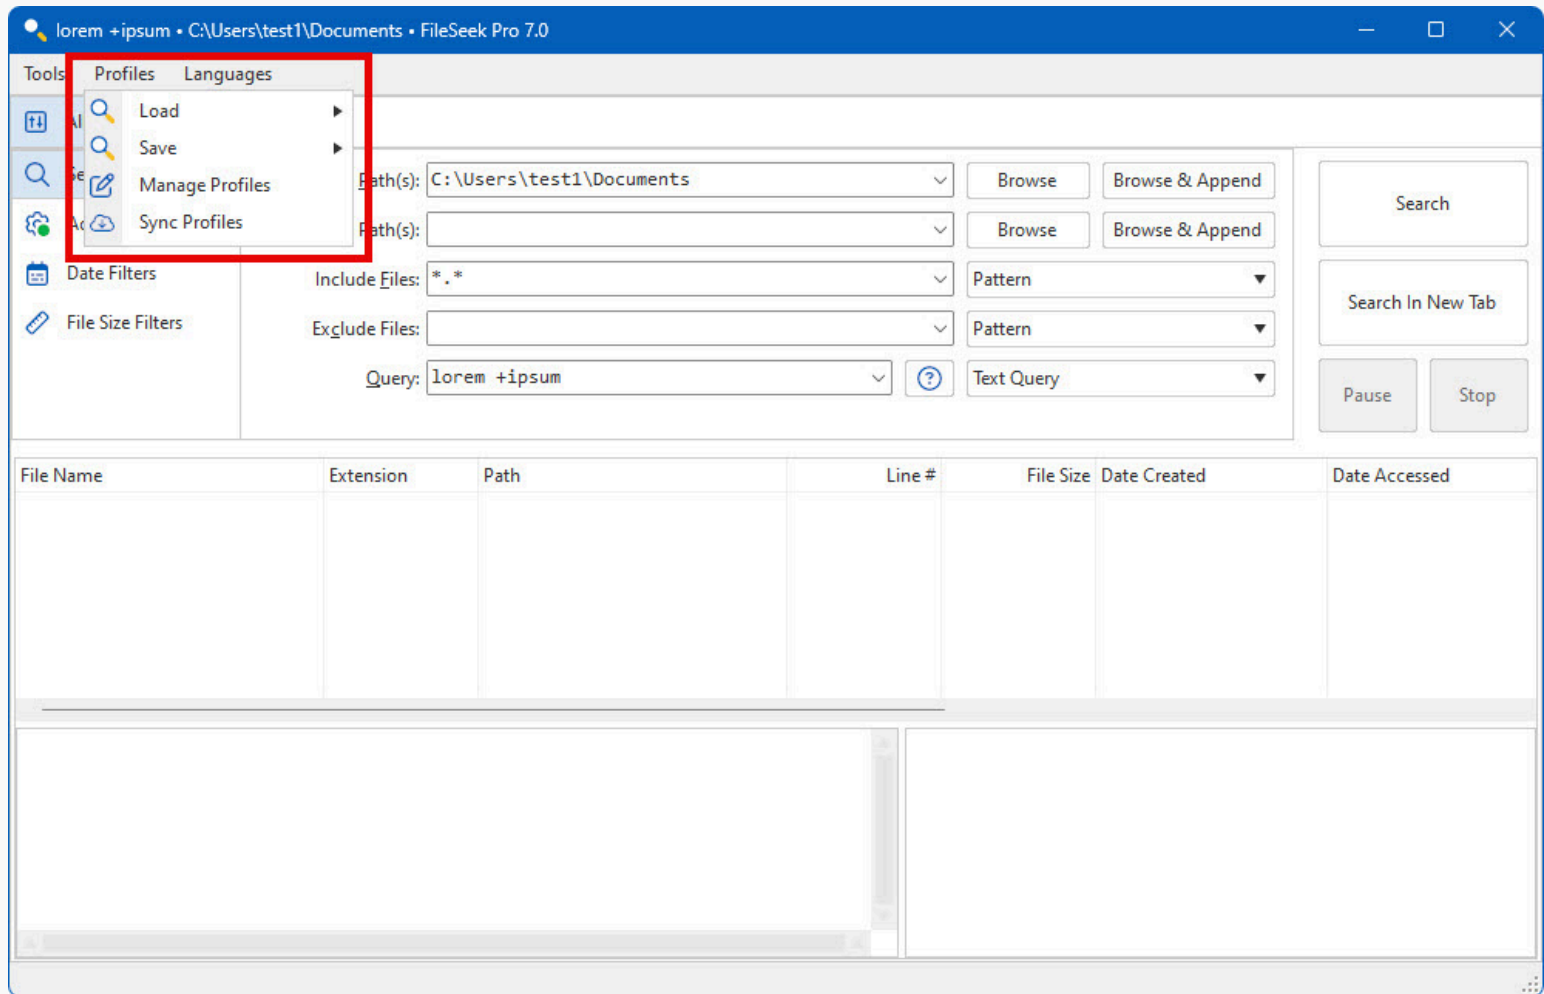 lorem +ipsum • C:\Users\test1\Documents • FileSeek Pro 7.0
Tools Profiles Languages
Load
Save
Manage Profiles
Sync Profiles
Date Filters
File Size Filters
Path(s): C:\Users\test1\Documents Browse Browse & Append
Path(s): Browse Browse & Append
Include Files: *.* Pattern
Exclude Files: Pattern
Query: lorem +ipsum ? Text Query
Search
Search In New Tab
Pause Stop
File Name Extension Path Line # File Size Date Created Date Accessed